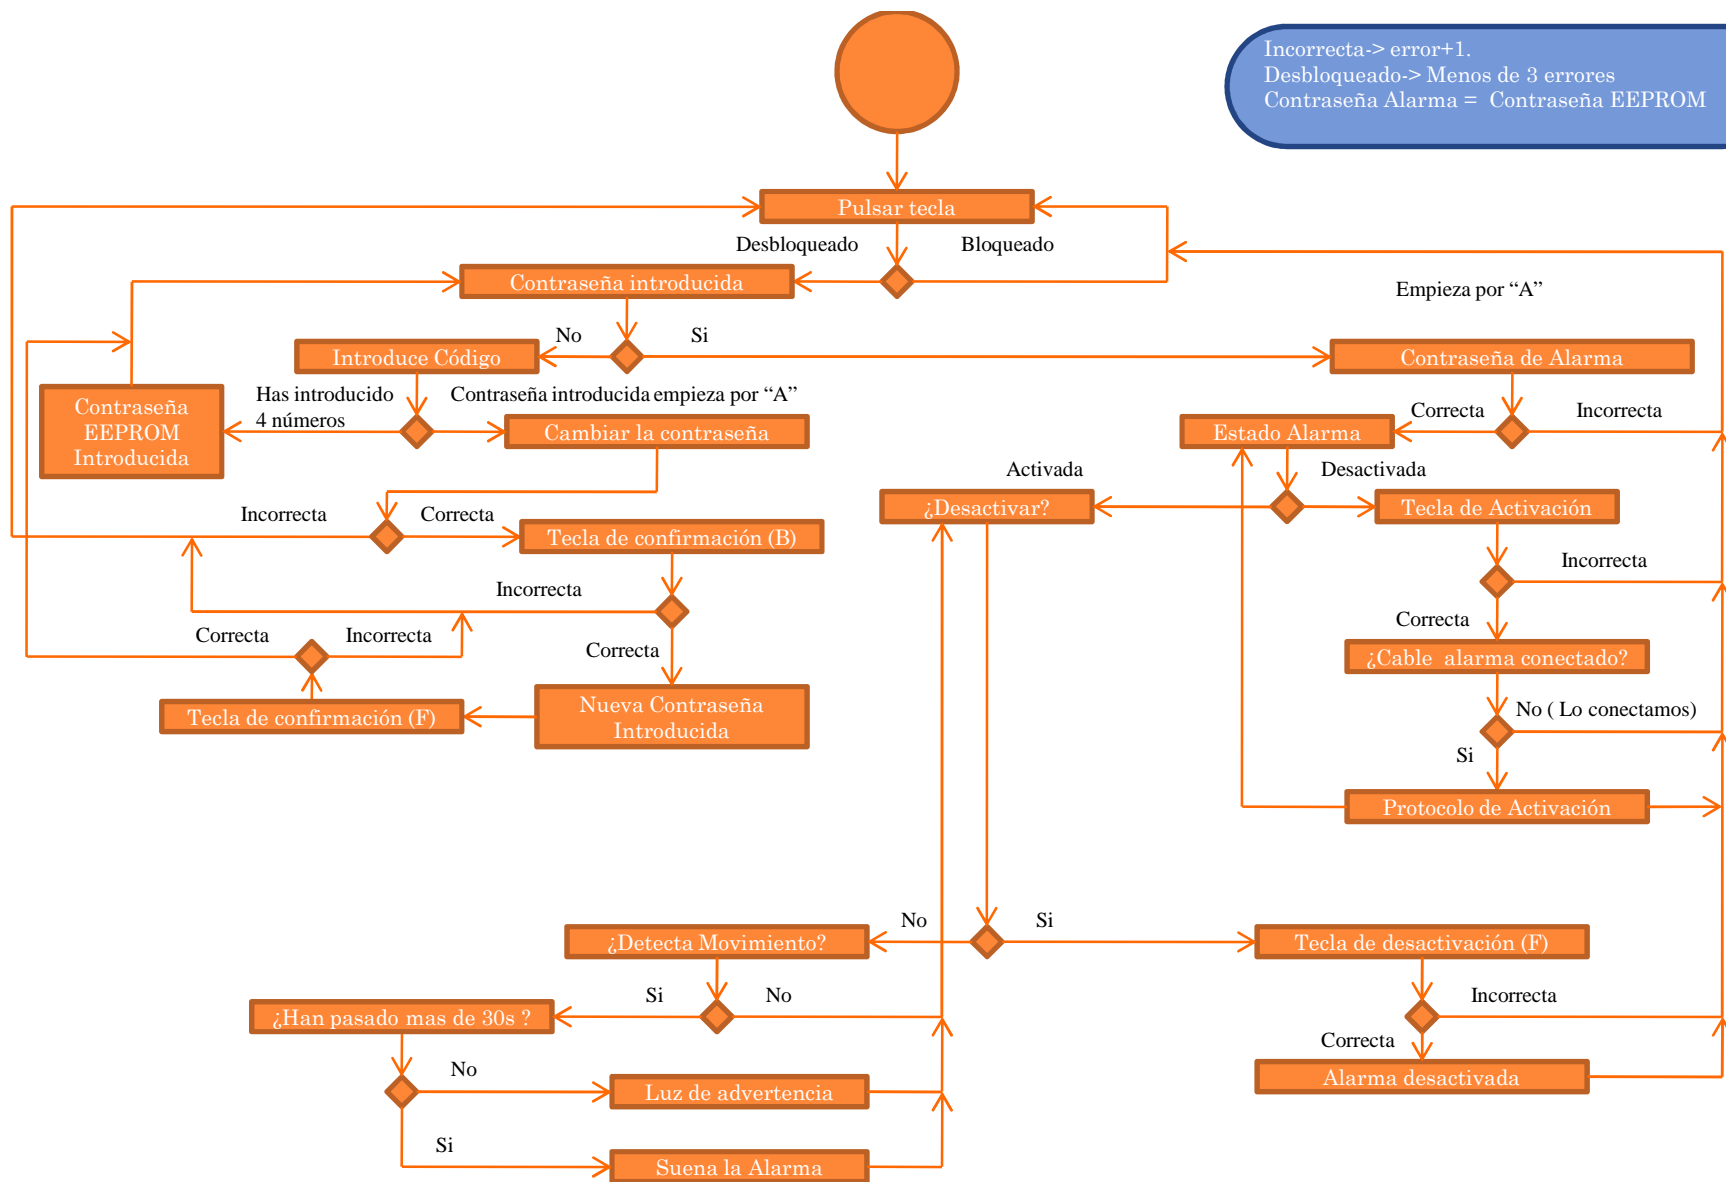 Incorrecta-> error+1.
Desbloqueado-> Menos de 3 errores
Contraseña Alarma = Contraseña EEPROM
Pulsar tecla
Desbloqueado
Bloqueado
Contraseña introducida
Empieza por “A”
No
Si
Introduce Código
Contraseña de Alarma
Has introducido
4 números
Contraseña introducida empieza por “A”
Contraseña
EEPROM
Introducida
Cambiar la contraseña
Correcta
Incorrecta
Estado Alarma
Activada
Desactivada
¿Desactivar?
Tecla de Activación
Incorrecta
Correcta
Tecla de confirmación (B)
Incorrecta
Incorrecta
Correcta
Correcta
Incorrecta
Correcta
¿Cable alarma conectado?
Tecla de confirmación (F)
Nueva Contraseña
Introducida
No ( Lo conectamos)
Si
Protocolo de Activación
No
Si
¿Detecta Movimiento?
Tecla de desactivación (F)
Si
No
Incorrecta
¿Han pasado mas de 30s ?
Correcta
No
Luz de advertencia
Alarma desactivada
Si
Suena la Alarma